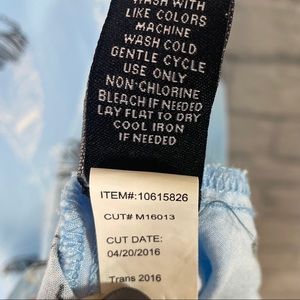 WASH WITH
LIKE COLORS
MACHINE
WASH COLD
GENTLE CYCLE
USE ONLY
NON-CHLORINE
BLEACH IF NEEDED
LAY FLAT TO DRY
COOL IRON
IF NEEDED
ITEM#:10615826
CUT# M16013
CUT DATE:
04/20/2016
Trans 2016